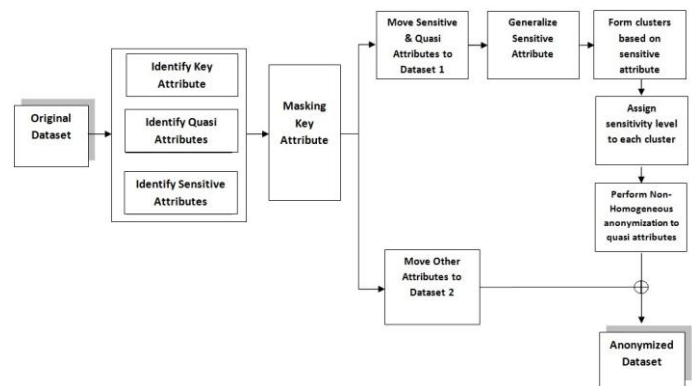 Original
Dataset
Identify Key
Attribute
Identify Quasi
Attributes
Identify Sensitive
Attributes
Masking
Key
Attribute
Move Sensitive
& Quasi
Attributes to
Dataset 1
Generalize
Sensitive
Attribute
Form clusters
based on
sensitive
attribute
Assign
sensitivity level
to each cluster
Perform Non-
Homogeneous
anonymization to
quasi attributes
Move Other
Attributes to
Dataset 2
Anonymized
Dataset